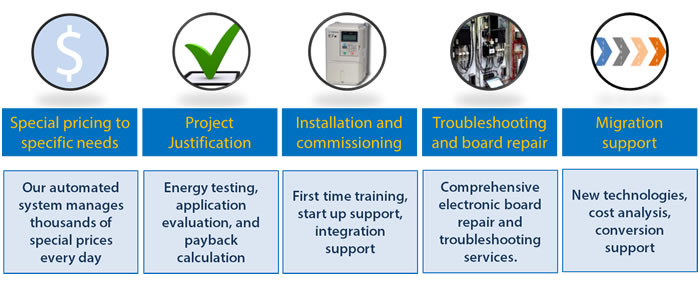 $
Special pricing to
specific needs
Project
Justification
Installation and
commissioning
Troubleshooting
and board repair
Migration
support
Our automated
system manages
thousands of
special prices
every day
Energy testing,
application
evaluation, and
payback
calculation
First time training,
start up support,
integration
support
Comprehensive
electronic board
repair and
troubleshooting
services.
New technologies,
cost analysis,
conversion
support